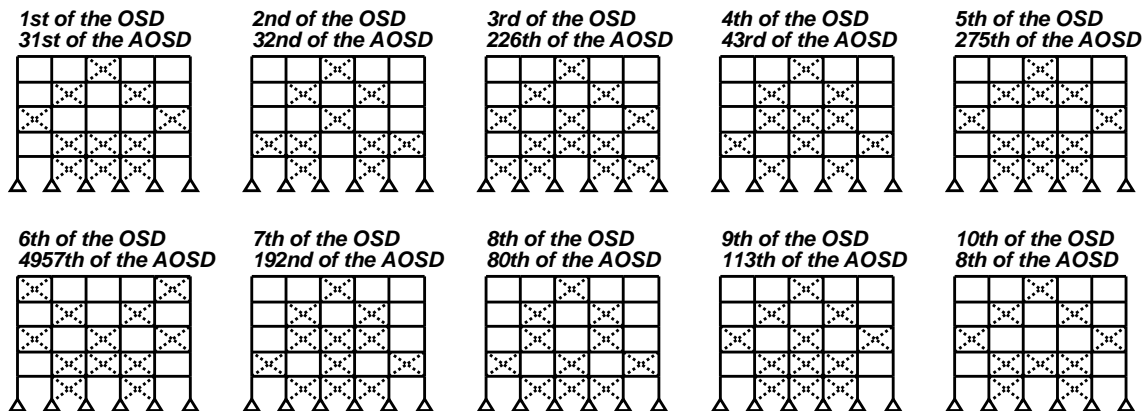 1st of the OSD
31st of the AOSD
2nd of the OSD
32nd of the AOSD
3rd of the OSD
226th of the AOSD
4th of the OSD
43rd of the AOSD
5th of the OSD
275th of the AOSD
6th of the OSD
4957th of the AOSD
7th of the OSD
192nd of the AOSD
8th of the OSD
80th of the AOSD
9th of the OSD
113th of the AOSD
10th of the OSD
8th of the AOSD